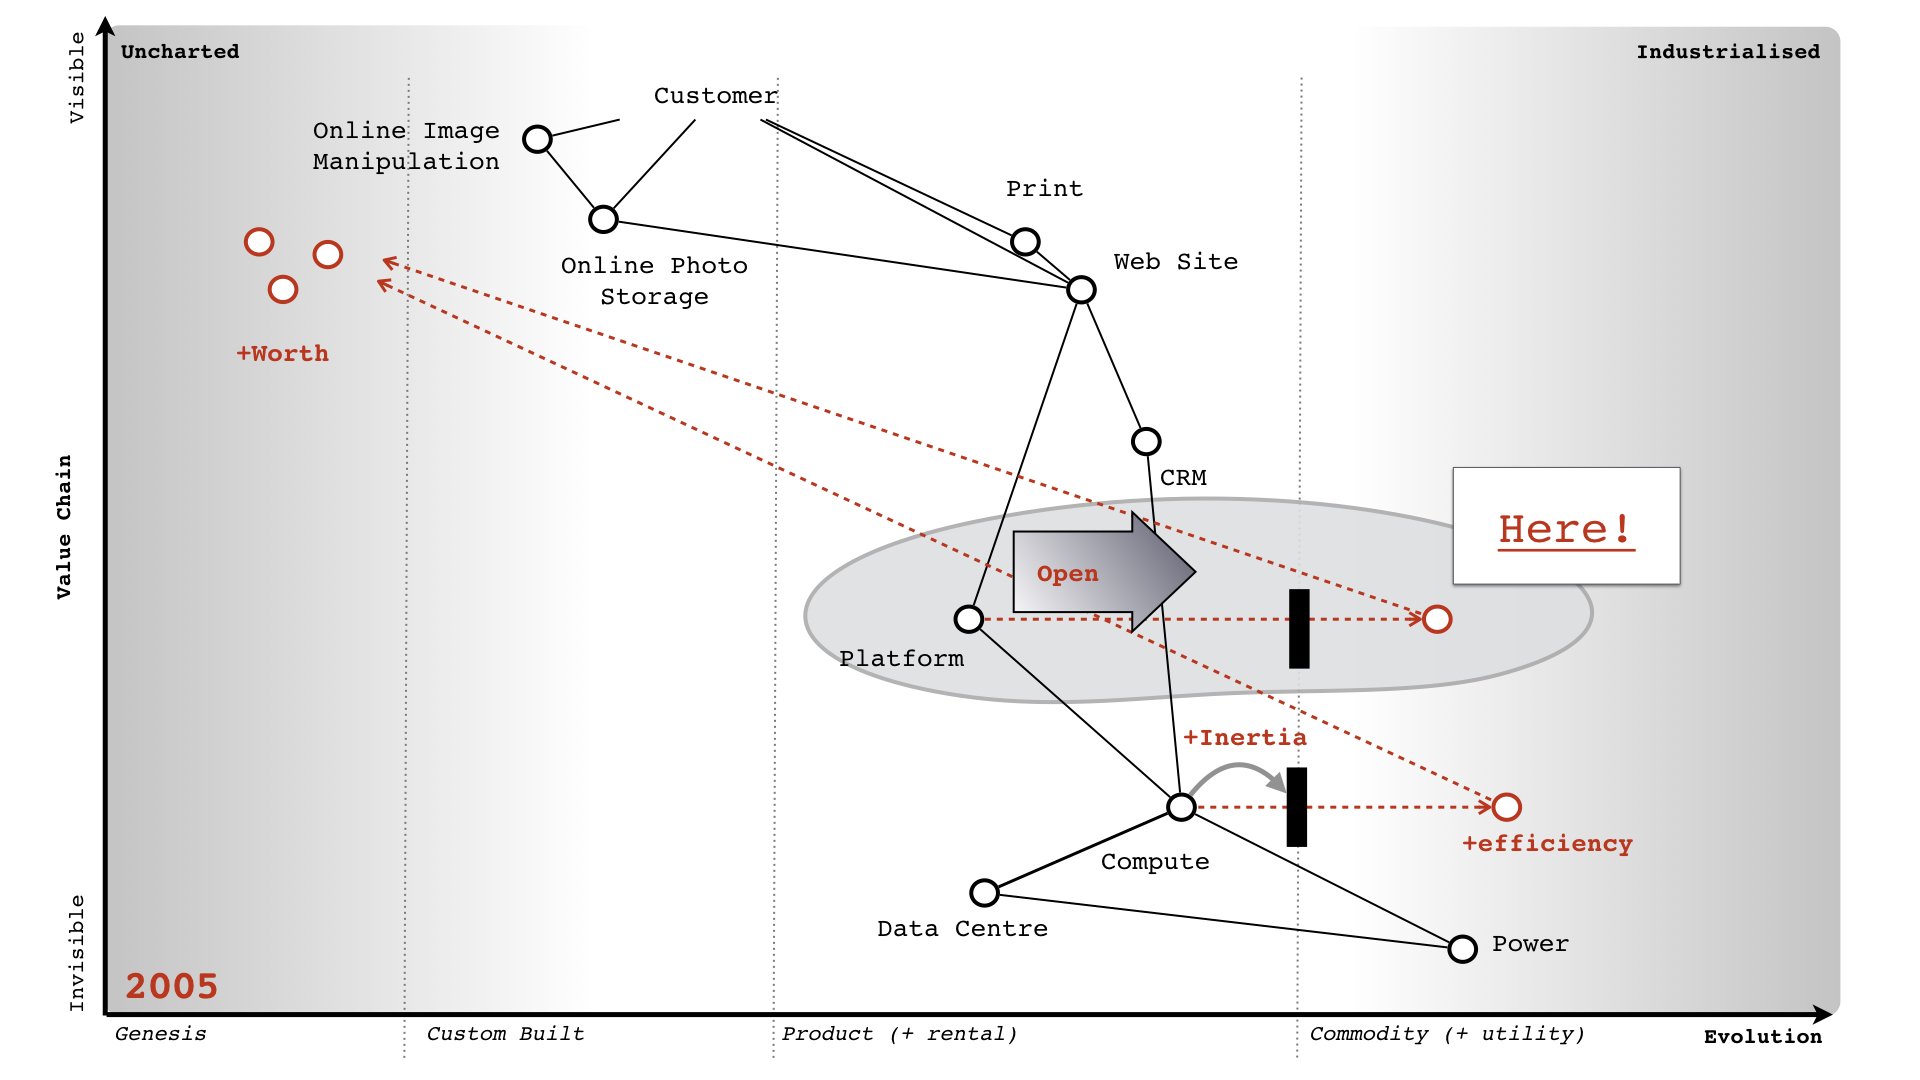 Visible
Uncharted
Industrialised
Customer
Online Image
Manipulation
Print
Web Site
Online Photo
Storage
+Worth
CRM
Value Chain
Here!
Open
Platform
+Inertia
+efficiency
Compute
Data Centre
Power
Invisible
2005
Genesis
Custom Built
Product (+ rental)
Commodity (+ utility)
Evolution